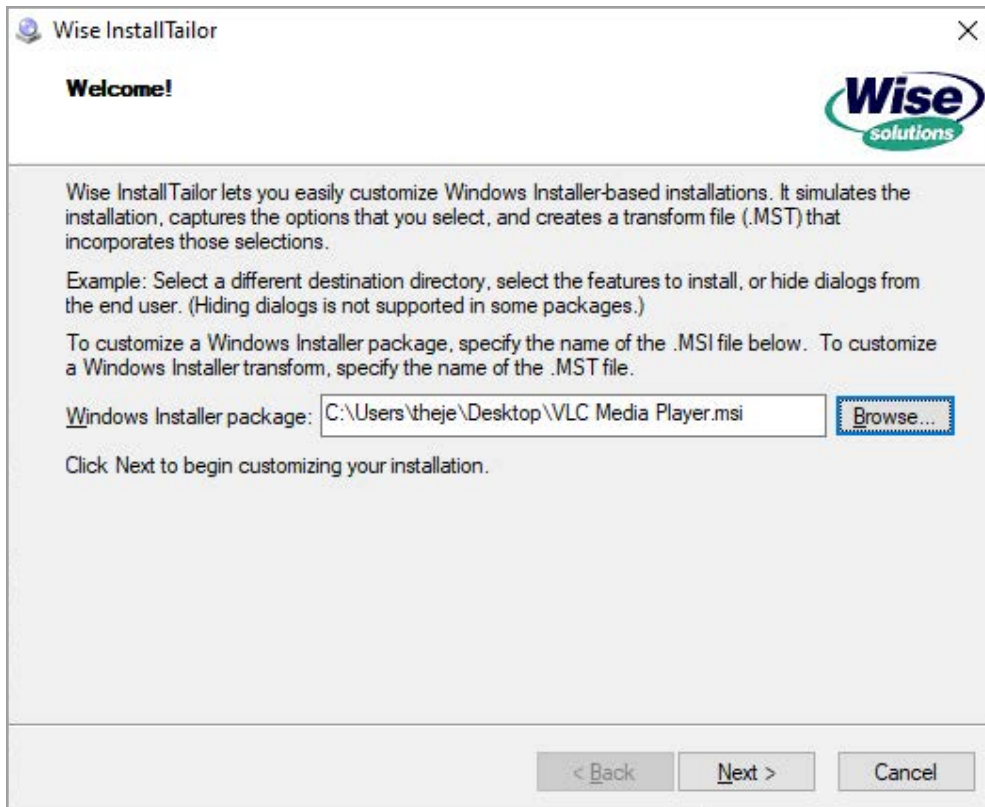 Wise InstallTailor
Welcome!
Wise
solutions
Wise InstallTailor lets you easily customize Windows Installer-based installations. It simulates the
installation, captures the options that you select, and creates a transform file (.MST) that
incorporates those selections.
Example: Select a different destination directory, select the features to install, or hide dialogs from
the end user. (Hiding dialogs is not supported in some packages.)
To customize a Windows Installer package, specify the name of the .MSI file below.  To customize
a Windows Installer transform, specify the name of the .MST file.
Windows Installer package: C:\Users\theje\Desktop\VLC Media Player.msi Browse...
Click Next to begin customizing your installation.
< Back Next > Cancel